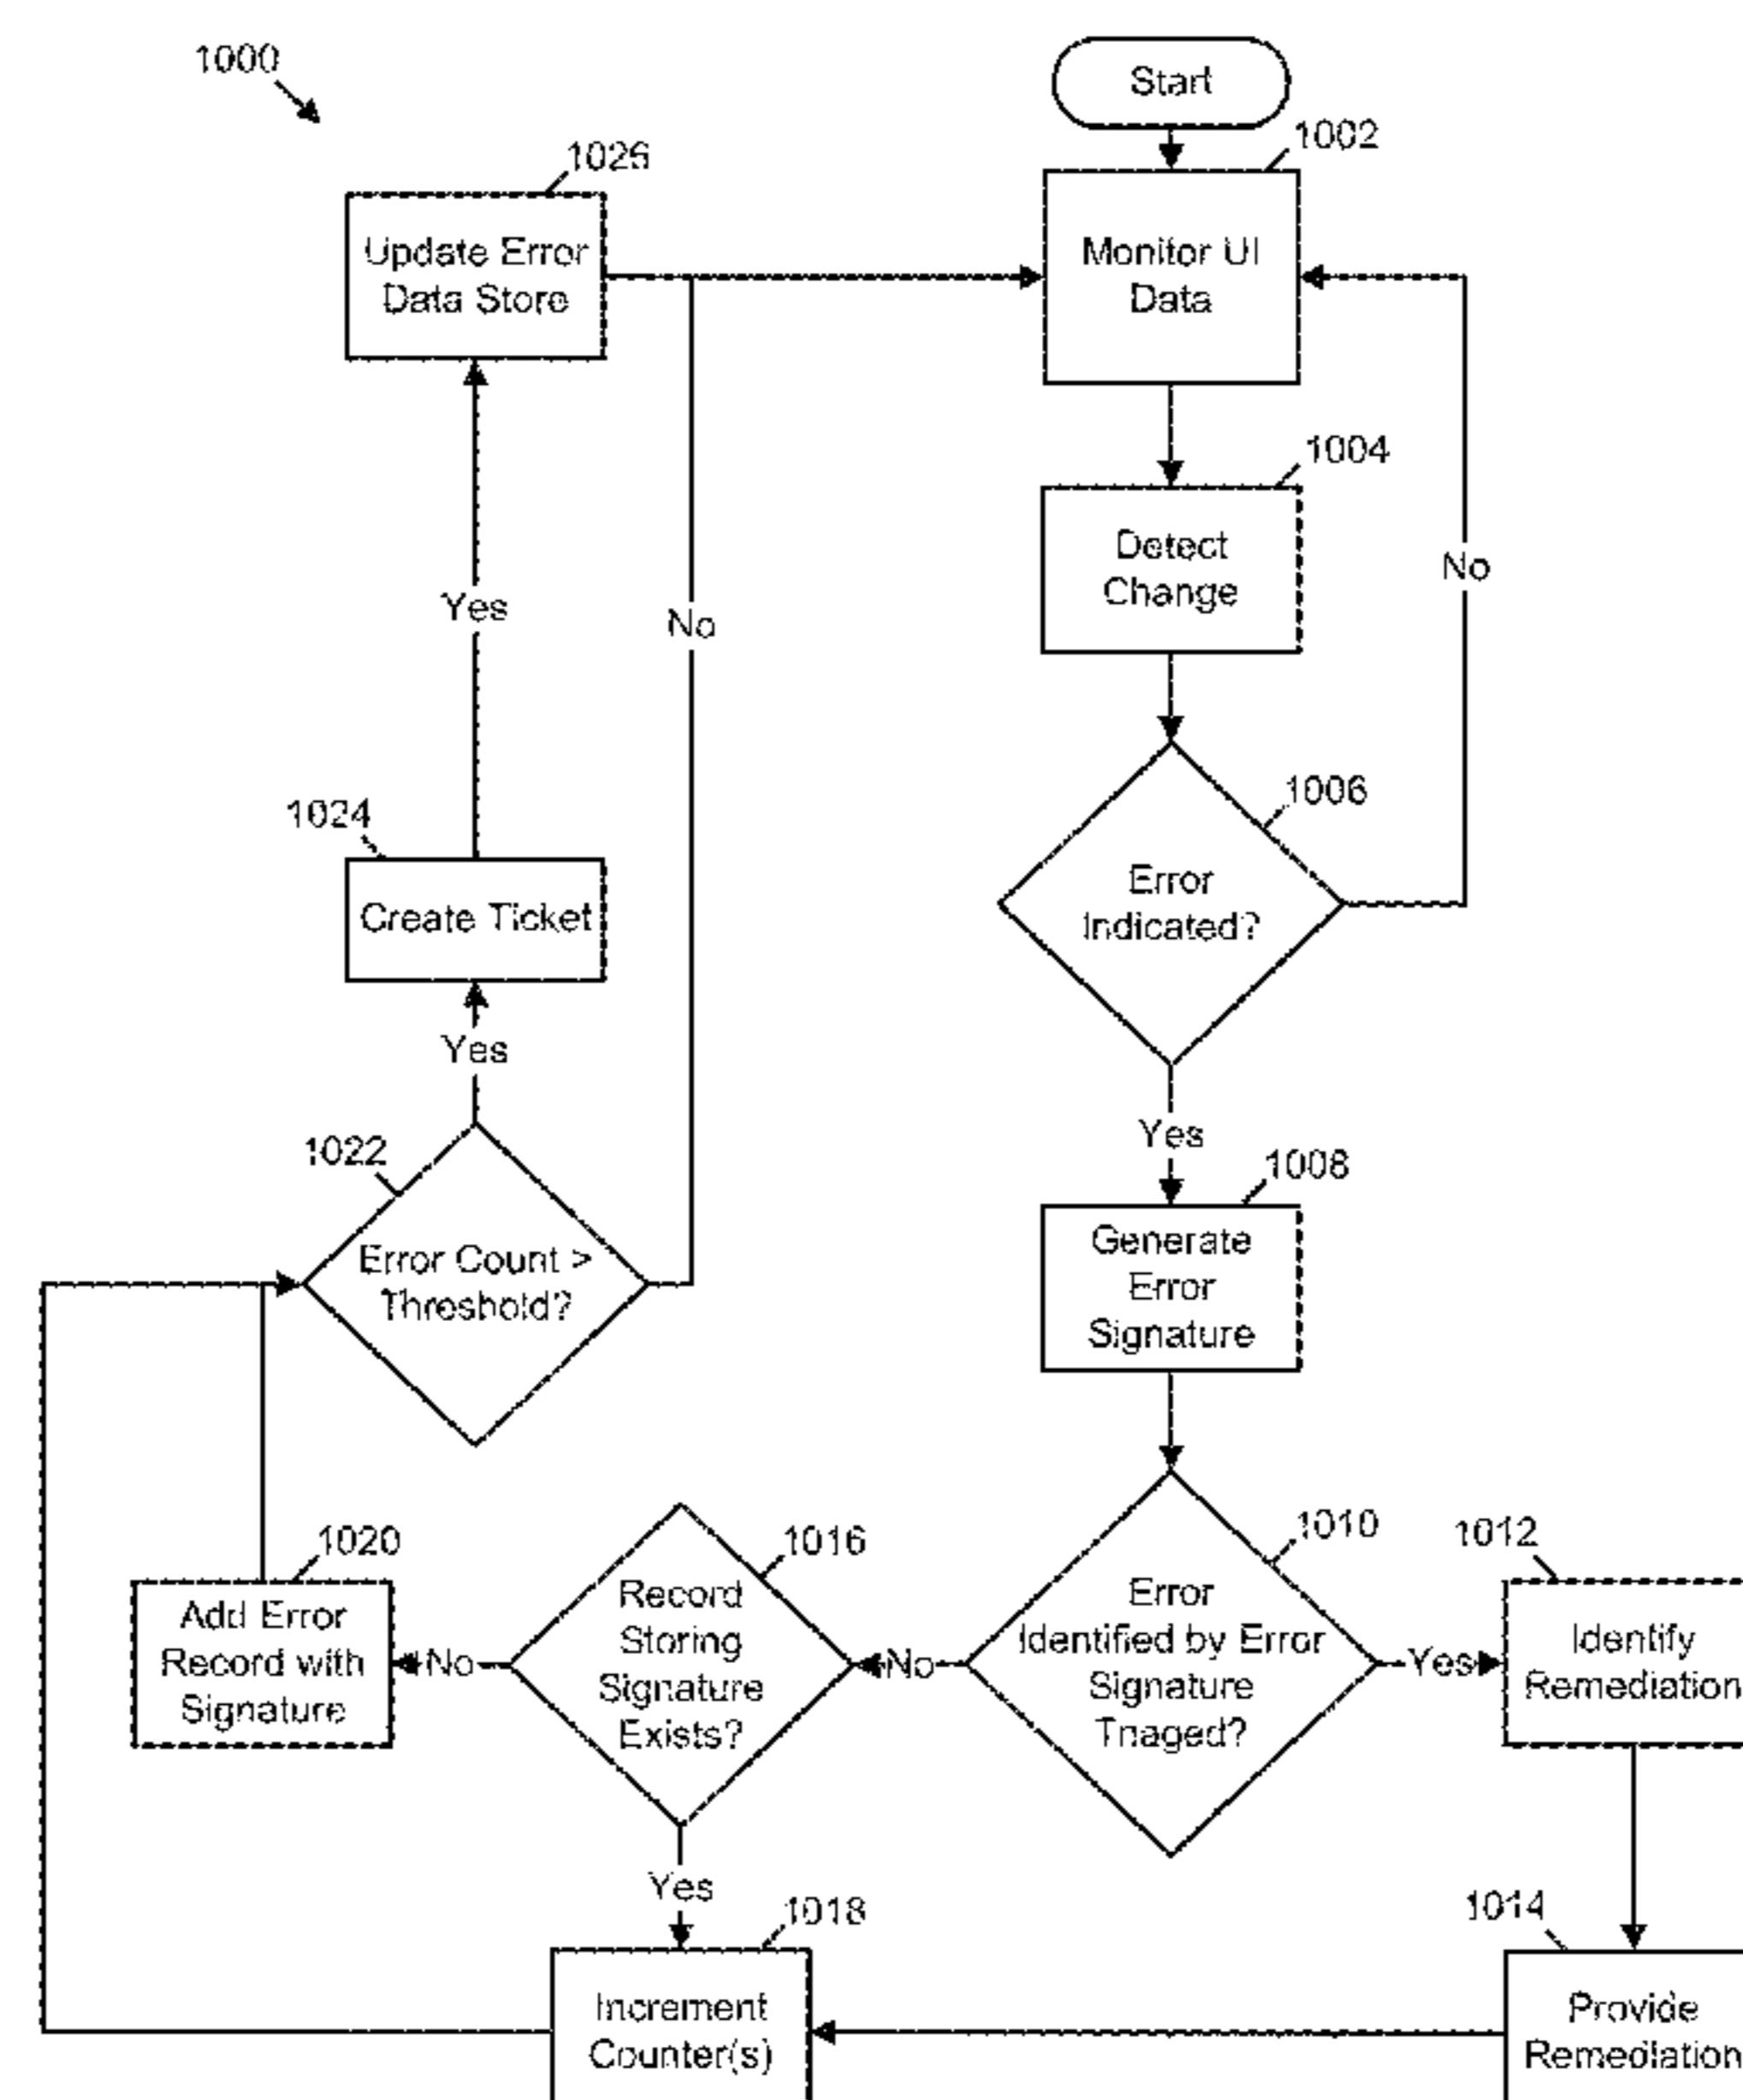 1000
Start
1002
Monitor UI
Data
1026
Update Error
Data Store
1004
Detect
Change
No
Yes
No
1006
Error
Indicated?
1024
Create Ticket
Yes
Yes
1022
Error Count >
Threshold?
1008
Generate
Error
Signature
1010
Error
Identified by Error
Signature
Triaged?
Yes
1012
Identify
Remediation
No
1016
Record
Storing
Signature
Exists?
No
1020
Add Error
Record with
Signature
Yes
1018
Increment
Counter(s)
1014
Provide
Remediation